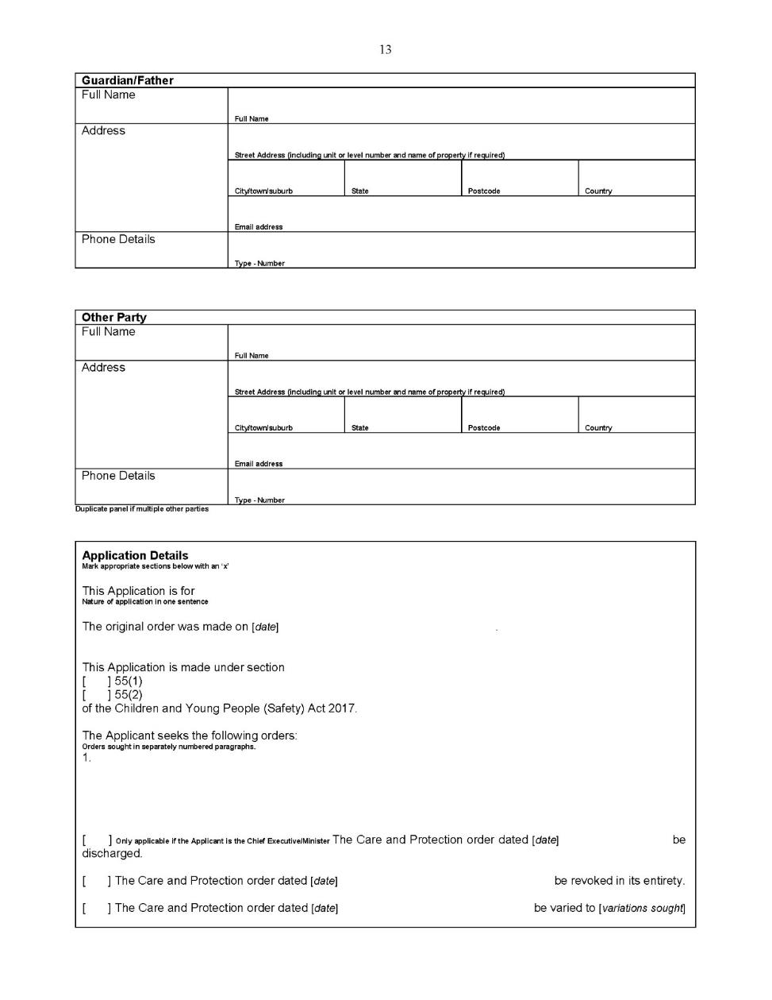 13
Guardian/Father
Full Name
Full Name
Address
Street Address (including unit or level number and name of property if required)
City/town/suburb State Postcode Country
Email address
Phone Details
Type - Number
Other Party
Full Name
Full Name
Address
Street Address (including unit or level number and name of property if required)
City/town/suburb State Postcode Country
Email address
Phone Details
Type - Number
Duplicate panel if multiple other parties
Application Details
Mark appropriate sections below with an 'x'
This Application is for
Nature of application in one sentence
The original order was made on [date] .
This Application is made under section
[ ] 55(1)
[ ] 55(2)
of the Children and Young People (Safety) Act 2017.
The Applicant seeks the following orders:
Orders sought in separately numbered paragraphs.
1.
[ ] Only applicable if the Applicant is the Chief Executive/Minister The Care and Protection order dated [date] be
discharged.
[ ] The Care and Protection order dated [date] be revoked in its entirety.
[ ] The Care and Protection order dated [date] be varied to [variations sought]